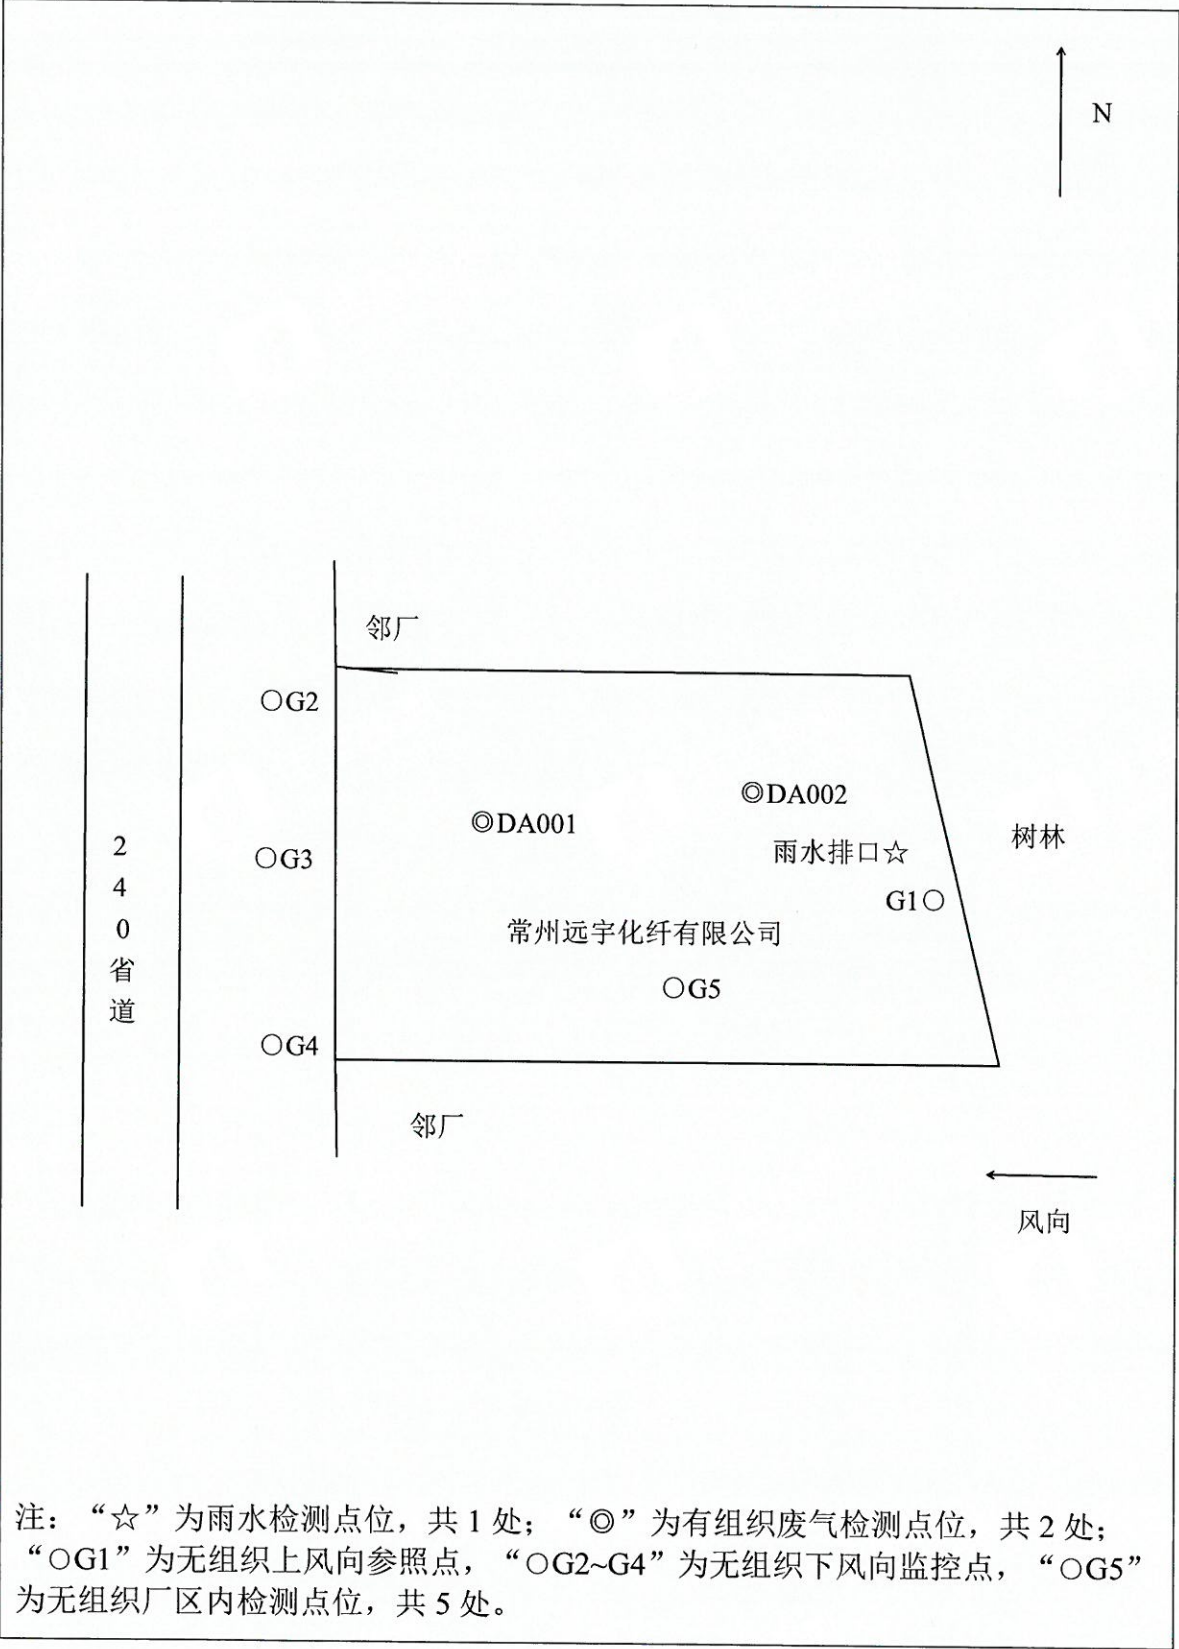 N
邻厂
○G2
◎DA002
◎DA001
树林
雨水排口☆
○G3
G1○
240省道
常州远宇化纤有限公司
○G5
○G4
邻厂
风向
注：“☆”为雨水检测点位，共 1 处；“◎”为有组织废气检测点位，共 2 处；
“○G1”为无组织上风向参照点，“○G2~G4”为无组织下风向监控点，“○G5”
为无组织厂区内检测点位，共 5 处。